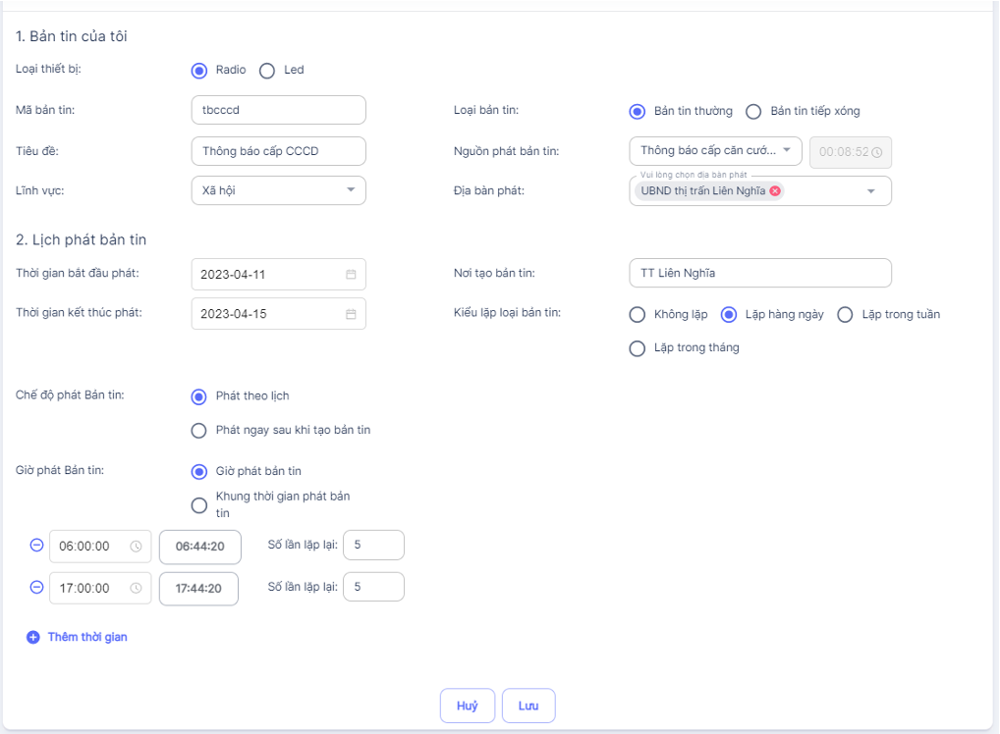 1. Bản tin của tôi
Loại thiết bị:
Radio
Led
Mã bản tin:
tbcccd
Loại bản tin:
Bản tin thường
Bản tin tiếp xóng
Tiêu đề:
Thông báo cấp CCCD
Nguồn phát bản tin:
Thông báo cấp căn cướ...
00:08:52
Lĩnh vực:
Xã hội
Địa bàn phát:
Vui lòng chọn địa bàn phát
UBND thị trấn Liên Nghĩa
2. Lịch phát bản tin
Thời gian bắt đầu phát:
2023-04-11
Nơi tạo bản tin:
TT Liên Nghĩa
Thời gian kết thúc phát:
2023-04-15
Kiểu lặp loại bản tin:
Không lặp
Lặp hàng ngày
Lặp trong tuần
Lặp trong tháng
Chế độ phát Bản tin:
Phát theo lịch
Phát ngay sau khi tạo bản tin
Giờ phát Bản tin:
Giờ phát bản tin
Khung thời gian phát bản
tin
06:00:00
06:44:20
Số lần lặp lại:
5
17:00:00
17:44:20
Số lần lặp lại:
5
Thêm thời gian
Huỷ
Lưu